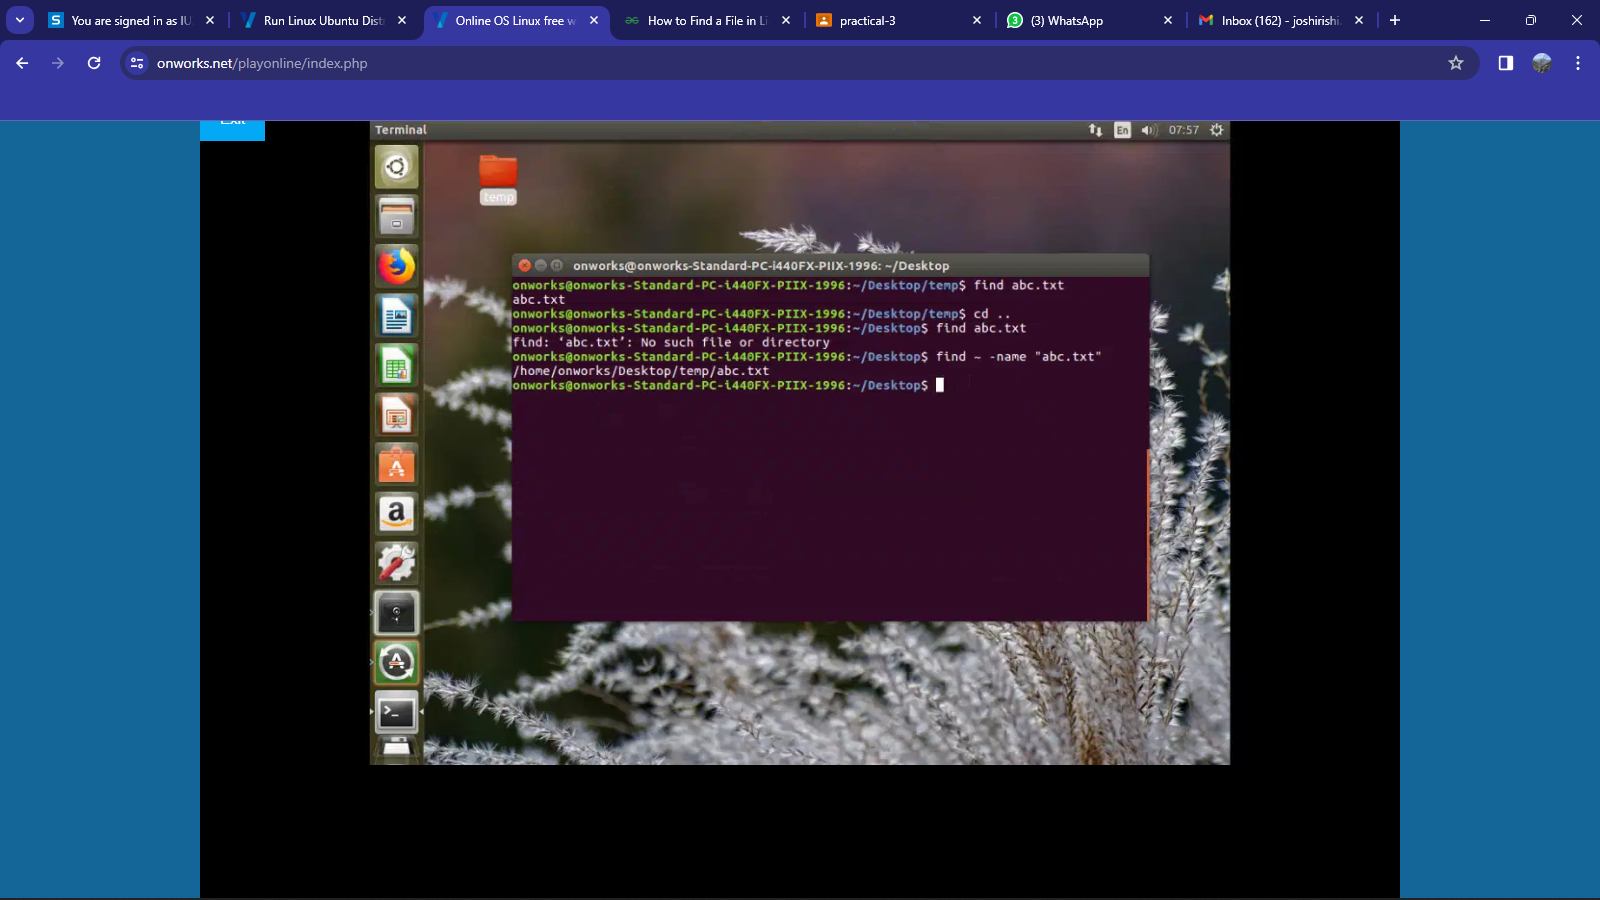 You are signed in as IU
Run Linux Ubuntu Dist
Online OS Linux free w
How to Find a File in Li
practical-3
(3) WhatsApp
Inbox (162) - joshirishi
onworks.net/playonline/index.php
Exit
Terminal
En
07:57
temp
onworks@onworks-Standard-PC-i440FX-PIIX-1996: ~/Desktop
onworks@onworks-Standard-PC-i440FX-PIIX-1996:~/Desktop/temp$ find abc.txt
abc.txt
onworks@onworks-Standard-PC-i440FX-PIIX-1996:~/Desktop/temp$ cd ..
onworks@onworks-Standard-PC-i440FX-PIIX-1996:~/Desktop$ find abc.txt
find: ‘abc.txt’: No such file or directory
onworks@onworks-Standard-PC-i440FX-PIIX-1996:~/Desktop$ find ~ -name "abc.txt"
/home/onworks/Desktop/temp/abc.txt
onworks@onworks-Standard-PC-i440FX-PIIX-1996:~/Desktop$